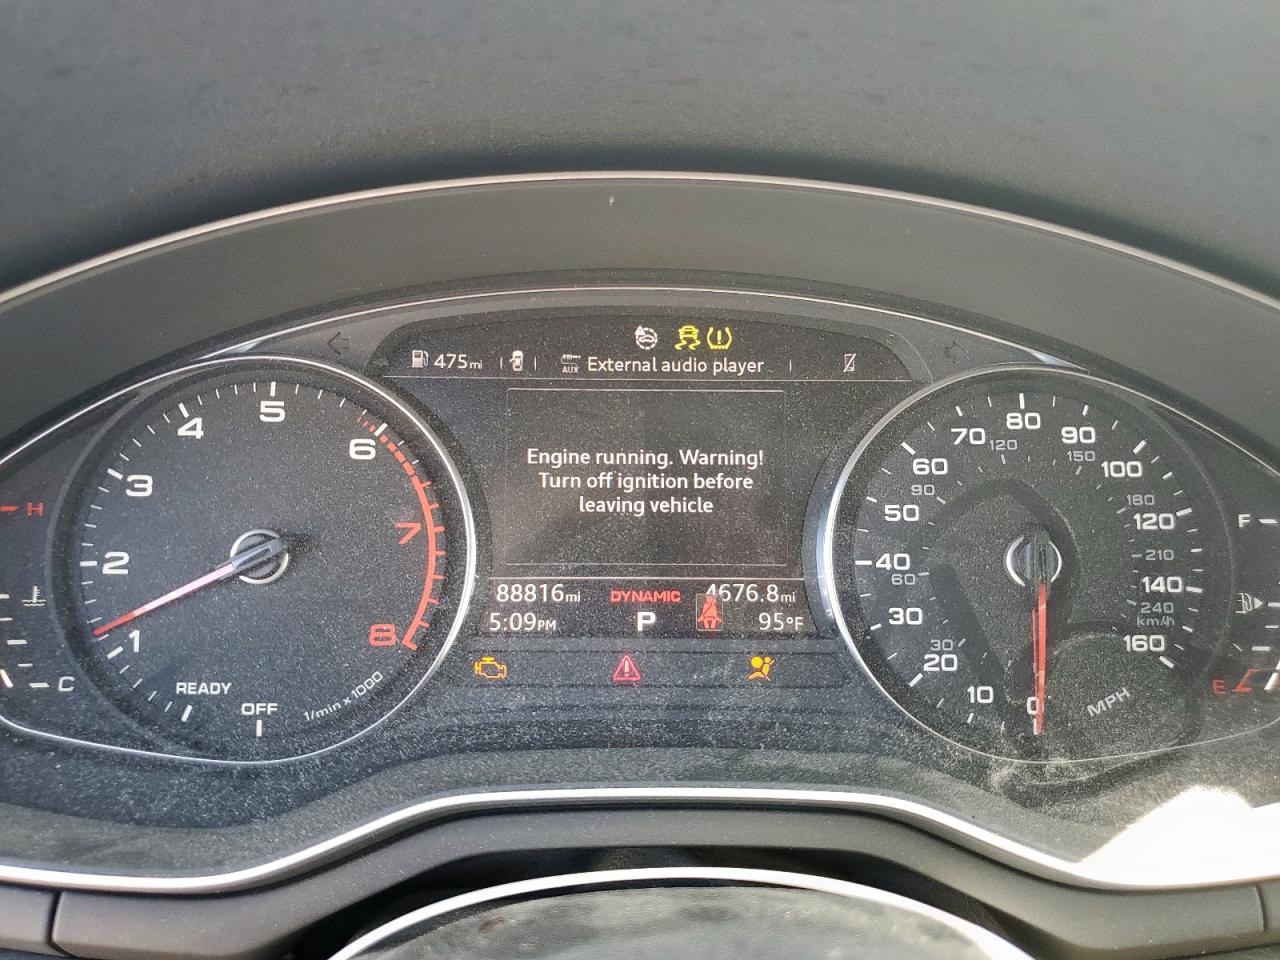 475mi
AUX External audio player
Engine running. Warning!
Turn off ignition before
leaving vehicle
88816mi DYNAMIC 4676.8mi
5:09PM P 95°F
1 2 3 4 5 6 7 8
READY
OFF
1/min x 1000
H
C
0 10 20 30 40 50 60 70 80 90 100 120 140 160
30 60 90 120 150 180 210 240
km/h
MPH
F
E